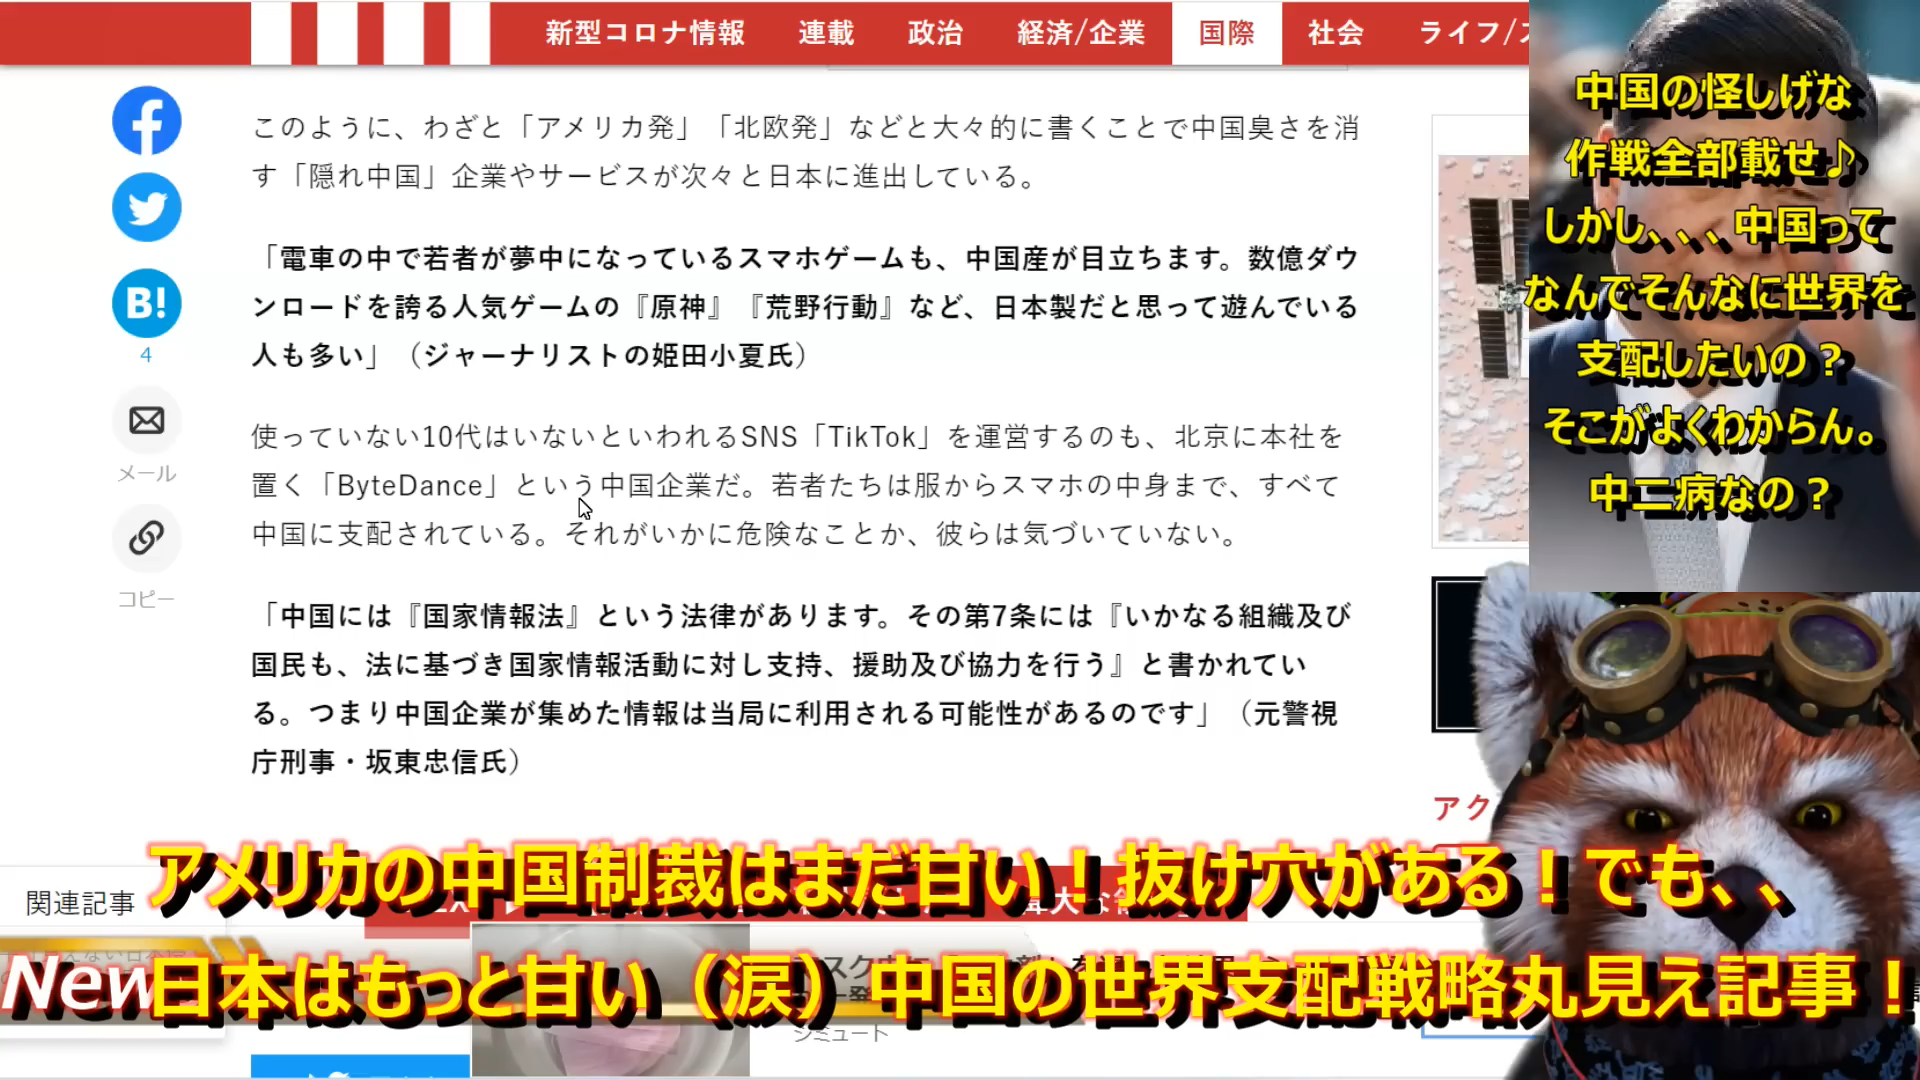 新型コロナ情報 連載 政治 経済/企業 国際 社会 ライフ/
このように、わざと「アメリカ発」「北欧発」などと大々的に書くことで中国臭さを消
す「隠れ中国」企業やサービスが次々と日本に進出している。
「電車の中で若者が夢中になっているスマホゲームも、中国産が目立ちます。数億ダウ
ンロードを誇る人気ゲームの『原神』『荒野行動』など、日本製だと思って遊んでいる
人も多い」（ジャーナリストの姫田小夏氏）
使っていない10代はいないといわれるSNS「TikTok」を運営するのも、北京に本社を
置く「ByteDance」という中国企業だ。若者たちは服からスマホの中身まで、すべて
中国に支配されている。それがいかに危険なことか、彼らは気づいていない。
「中国には『国家情報法』という法律があります。その第7条には『いかなる組織及び
国民も、法に基づき国家情報活動に対し支持、援助及び協力を行う』と書かれてい
る。つまり中国企業が集めた情報は当局に利用される可能性があるのです」（元警視
庁刑事・坂東忠信氏）
B!
4
メール
コピー
中国の怪しげな
作戦全部載せ♪
しかし、、、中国って
なんでそんなに世界を
支配したいの？
そこがよくわからん。
中二病なの？
アク
関連記事
アメリカの中国制裁はまだ甘い！抜け穴がある！でも、、
New
日本はもっと甘い（涙）中国の世界支配戦略丸見え記事！